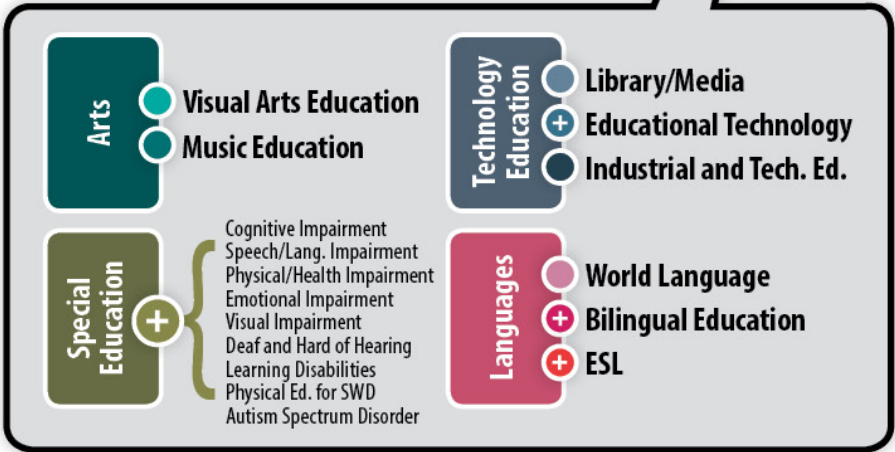 Arts
Visual Arts Education
Music Education
Technology
Education
Library/Media
+ Educational Technology
Industrial and Tech. Ed.
Special
Education
+
Cognitive Impairment
Speech/Lang. Impairment
Physical/Health Impairment
Emotional Impairment
Visual Impairment
Deaf and Hard of Hearing
Learning Disabilities
Physical Ed. for SWD
Autism Spectrum Disorder
Languages
World Language
+ Bilingual Education
+ ESL